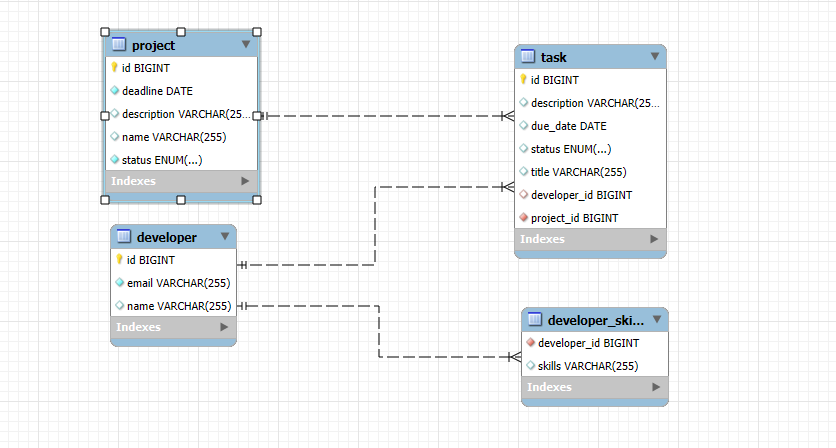 project
id BIGINT
deadline DATE
description VARCHAR(25...
name VARCHAR(255)
status ENUM(...)
Indexes
task
id BIGINT
description VARCHAR(25...
due_date DATE
status ENUM(...)
title VARCHAR(255)
developer_id BIGINT
project_id BIGINT
Indexes
developer
id BIGINT
email VARCHAR(255)
name VARCHAR(255)
Indexes
developer_ski...
developer_id BIGINT
skills VARCHAR(255)
Indexes